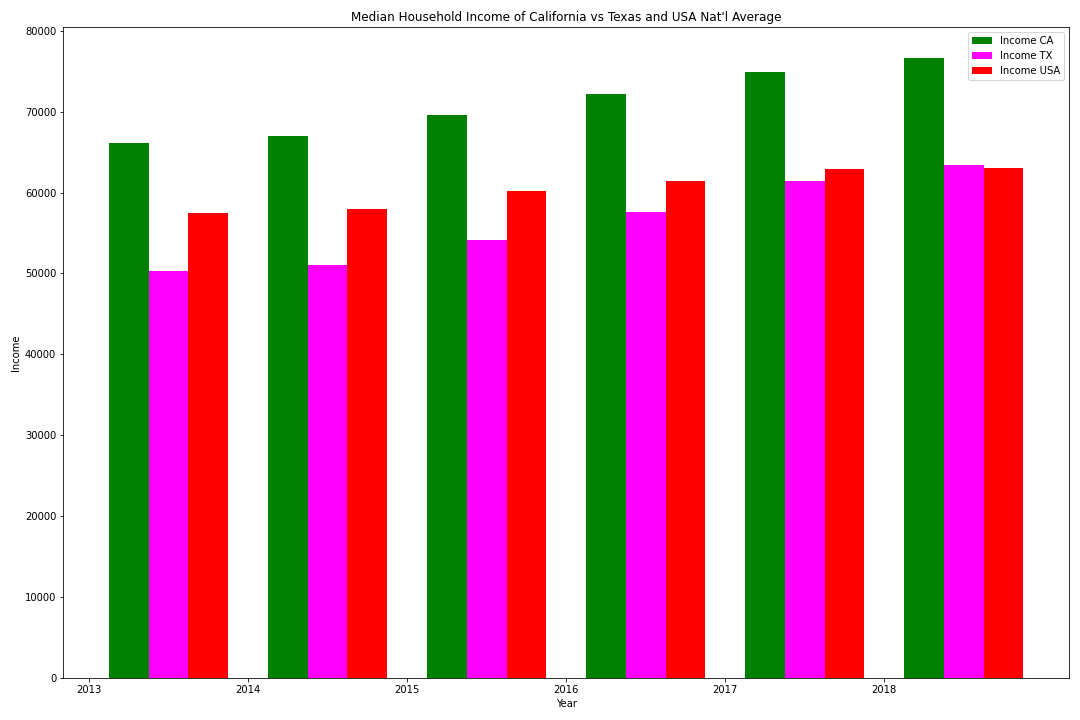 Median Household Income of California vs Texas and USA Nat'l Average
80000
70000
60000
50000
40000
30000
20000
10000
0
Income
Income CA
Income TX
Income USA
2013
2014
2015
2016
2017
2018
Year